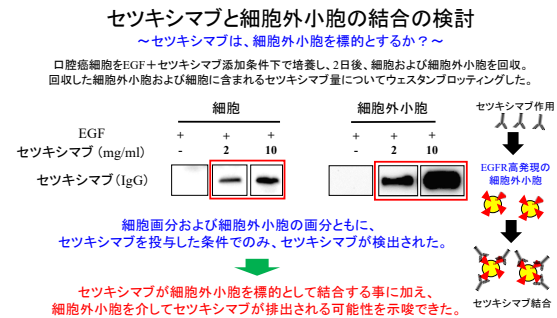 セツキシマブと細胞外小胞の結合の検討
～セツキシマブは、細胞外小胞を標的とするか？～
口腔癌細胞をEGF＋セツキシマブ添加条件下で培養し、2日後、細胞および細胞外小胞を回収。
回収した細胞外小胞および細胞に含まれるセツキシマブ量についてウェスタンブロッティングした。
細胞
細胞外小胞
EGF + + + + + +
セツキシマブ (mg/ml) - 2 10 - 2 10
セツキシマブ(IgG)
細胞画分および細胞外小胞の画分ともに、
セツキシマブを投与した条件でのみ、セツキシマブが検出された。
セツキシマブが細胞外小胞を標的として結合する事に加え、
細胞外小胞を介してセツキシマブが排出される可能性を示唆できた。
セツキシマブ作用
EGFR高発現の
細胞外小胞
セツキシマブ結合